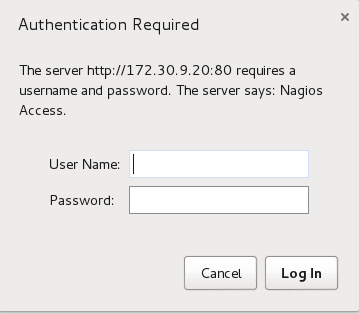 Authentication Required
×
The server http://172.30.9.20:80 requires a
username and password. The server says: Nagios
Access.
User Name:
Password:
Cancel
Log In